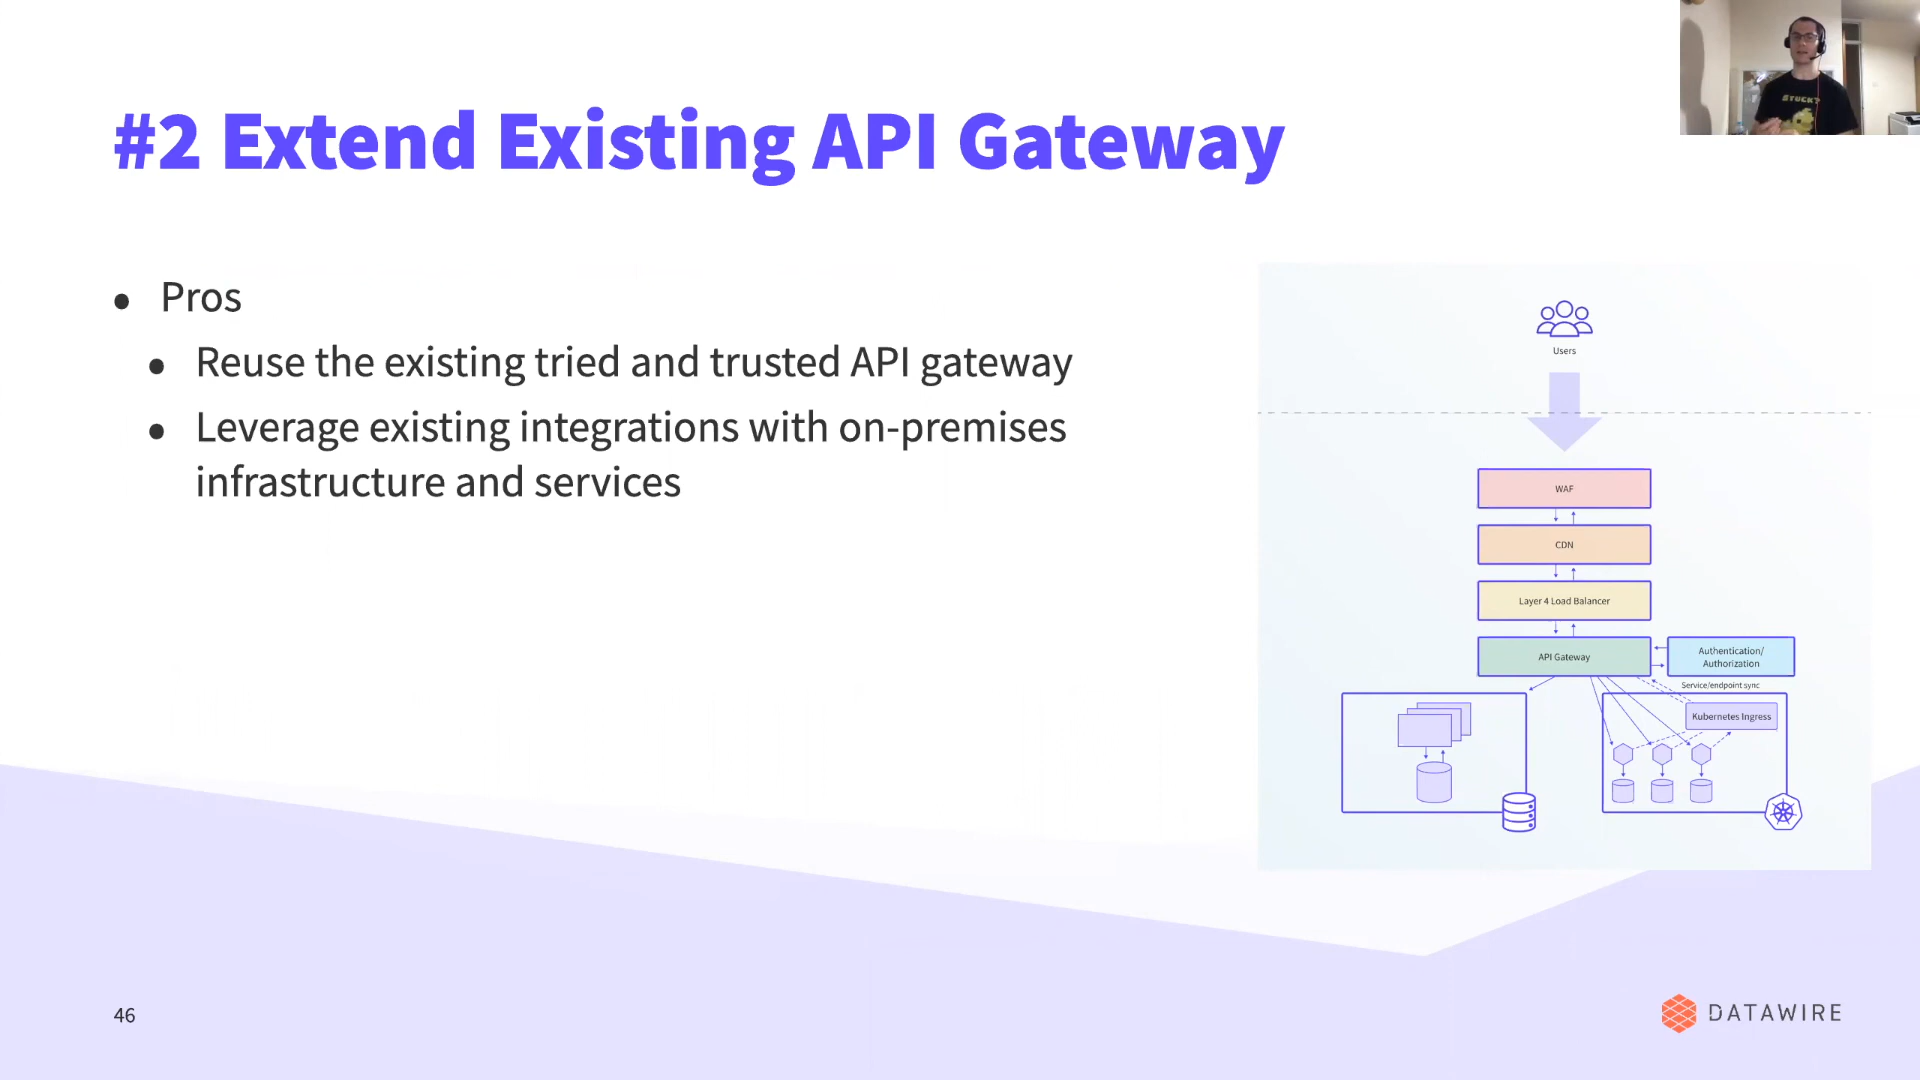 #2 Extend Existing API Gateway
STUCK?
Pros
Reuse the existing tried and trusted API gateway
Leverage existing integrations with on-premises
infrastructure and services
Users
WAF
CDN
Layer 4 Load Balancer
API Gateway
Authentication/
Authorization
Service/endpoint sync
Kubernetes Ingress
46
DATAWIRE